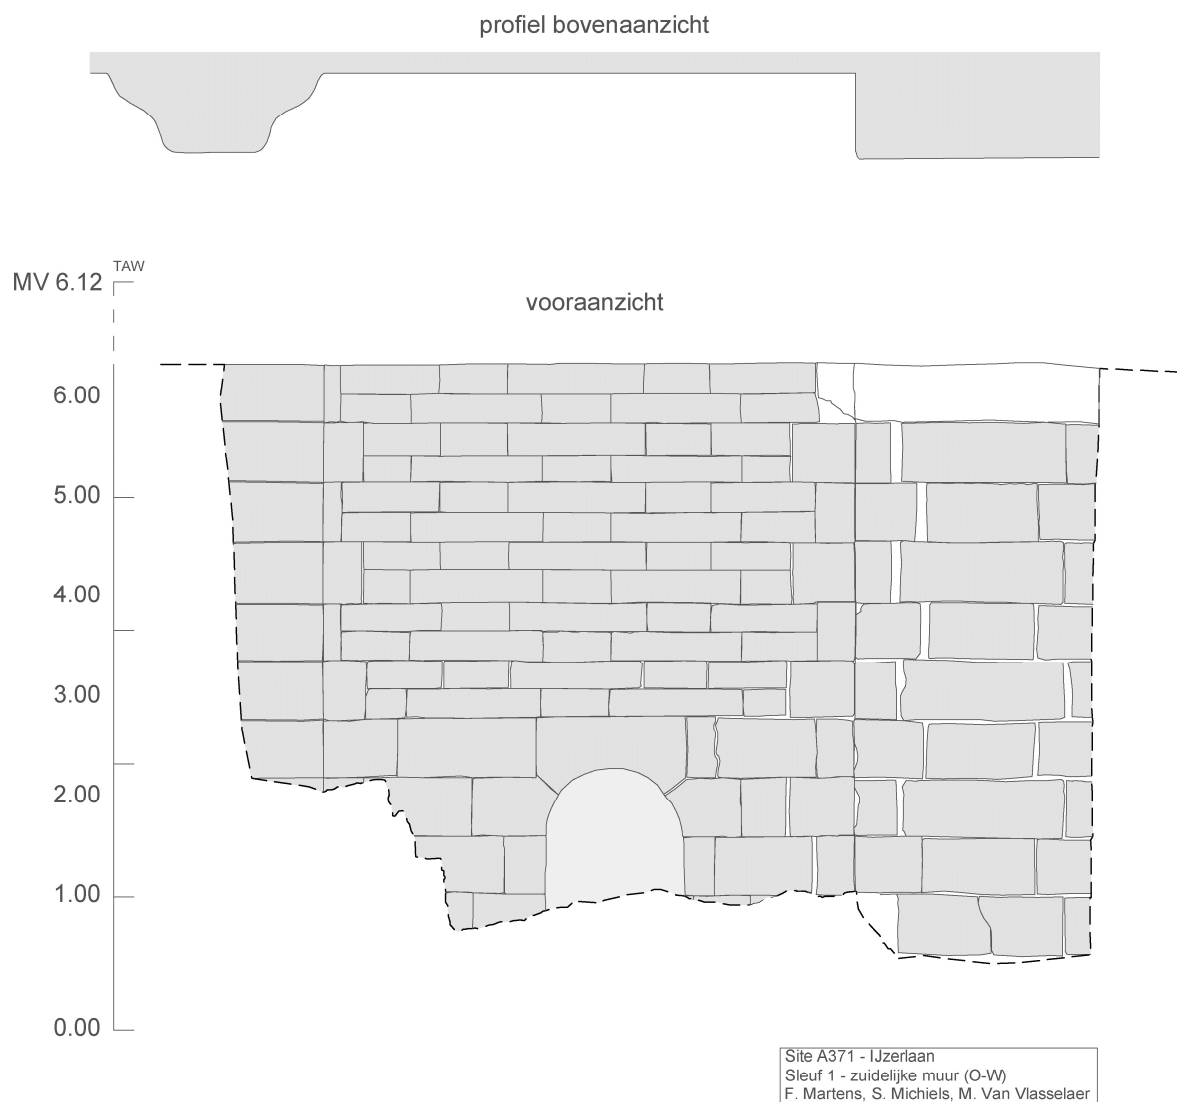 profiel bovenaanzicht
TAW
MV 6.12
vooraanzicht
6.00
5.00
4.00
3.00
2.00
1.00
0.00
Site A371 - IJzerlaan
Sleuf 1 - zuidelijke muur (O-W)
F. Martens, S. Michiels, M. Van Vlasselaer